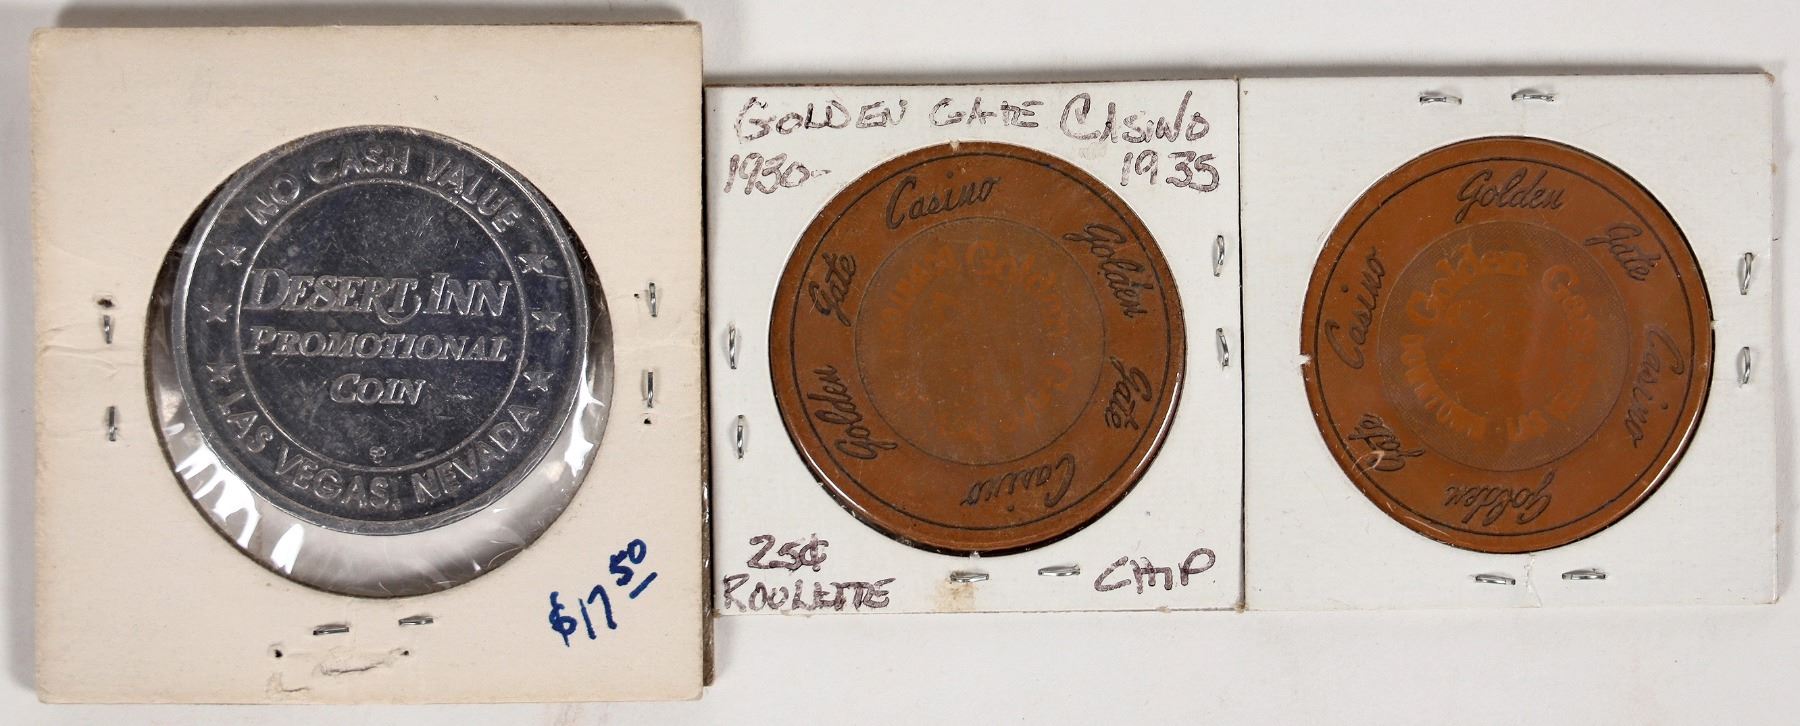 NO CASH VALUE
DESERT INN
PROMOTIONAL
COIN
LAS VEGAS, NEVADA
$17.50
GOLDEN GATE CASINO
1930- 1935
Casino Golden Gate Casino Golden Gate
25¢
ROULETTE
CHIP
Golden Gate Casino Golden Gate Casino
Golden